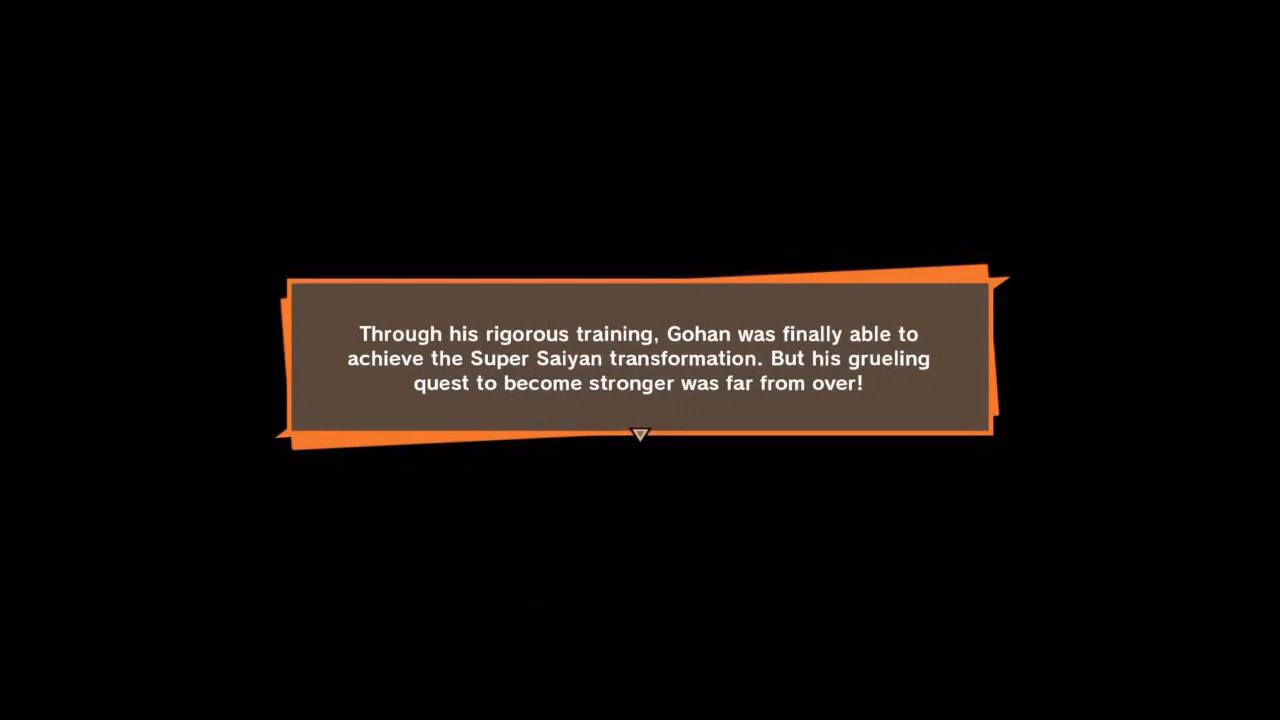 Through his rigorous training, Gohan was finally able to
achieve the Super Saiyan transformation. But his grueling
quest to become stronger was far from over!